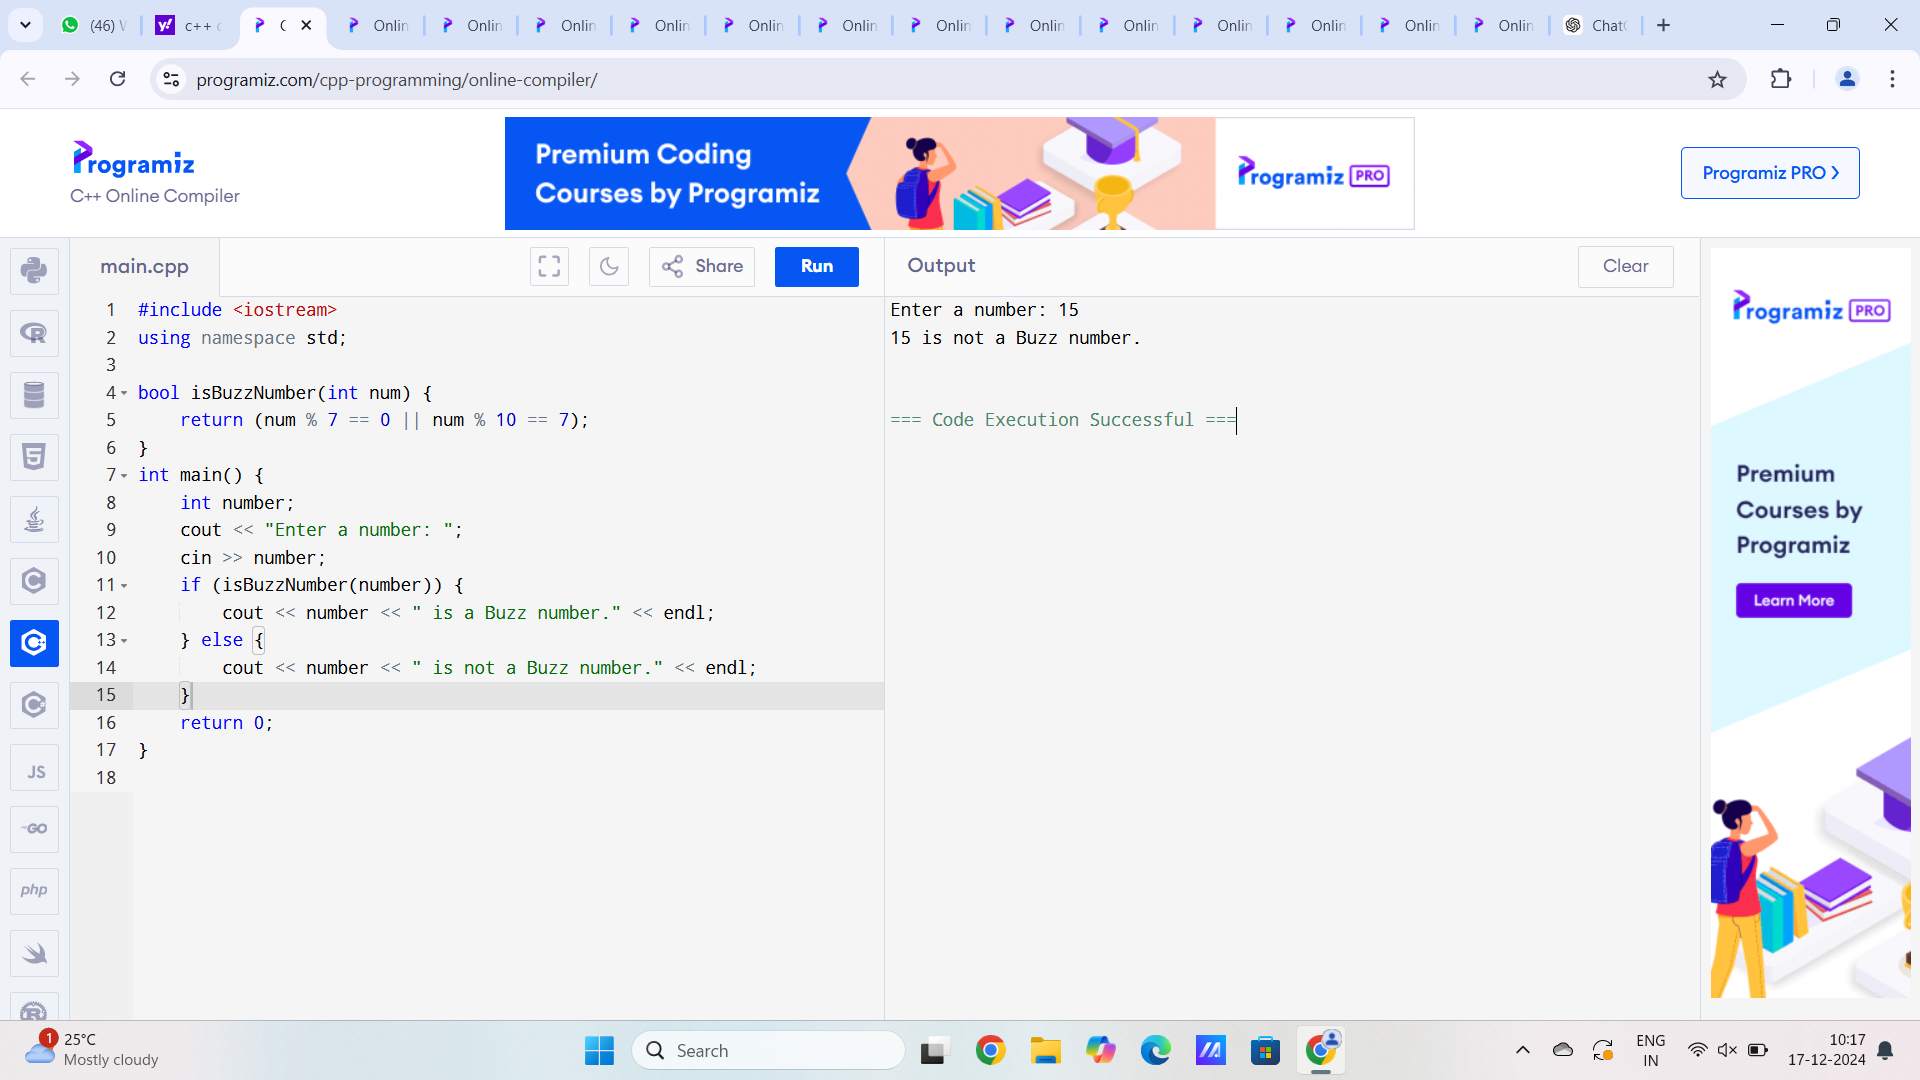 (46) W
c++ c
C
Onlin
Onlin
Onlin
Onlin
Onlin
Onlin
Onlin
Onlin
Onlin
Onlin
Onlin
Onlin
Onlin
ChatG
programiz.com/cpp-programming/online-compiler/
Programiz
C++ Online Compiler
Premium Coding
Courses by Programiz
Programiz PRO
Programiz PRO ›
main.cpp
Share
Run
Output
Clear
1 #include <iostream>
2 using namespace std;
3
4 bool isBuzzNumber(int num) {
5     return (num % 7 == 0 || num % 10 == 7);
6 }
7 int main() {
8     int number;
9     cout << "Enter a number: ";
10     cin >> number;
11     if (isBuzzNumber(number)) {
12         cout << number << " is a Buzz number." << endl;
13     } else {
14         cout << number << " is not a Buzz number." << endl;
15     }
16     return 0;
17 }
18
Enter a number: 15
15 is not a Buzz number.
=== Code Execution Successful ===
Programiz PRO
Premium
Courses by
Programiz
Learn More
JS
GO
php
1
25°C
Mostly cloudy
Search
ENG
IN
10:17
17-12-2024